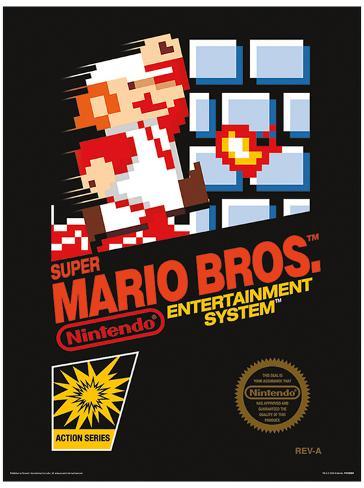 SUPER
MARIO BROS.™
Nintendo®
ENTERTAINMENT
SYSTEM™
ACTION SERIES
THIS SEAL IS
YOUR ASSURANCE THAT
Nintendo
HAS APPROVED AND
GUARANTEED THE
QUALITY OF
THIS PRODUCT
REV-A